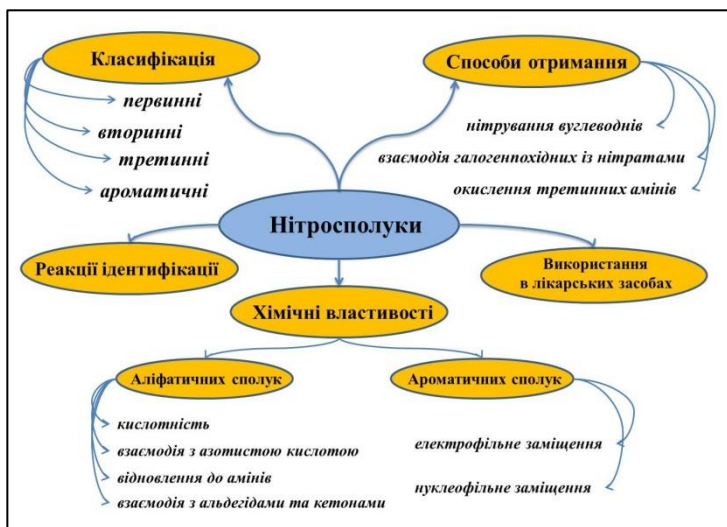 Класифікація
первинні
вторинні
третинні
ароматичні
Способи отримання
нітрування вуглеводнів
взаємодія галогенпохідних із нітратами
окислення третинних амінів
Нітросполуки
Реакції ідентифікації
Використання
в лікарських засобах
Хімічні властивості
Аліфатичних сполук
кислотність
взаємодія з азотистою кислотою
відновлення до амінів
взаємодія з альдегідами та кетонами
Ароматичних сполук
електрофільне заміщення
нуклеофільне заміщення